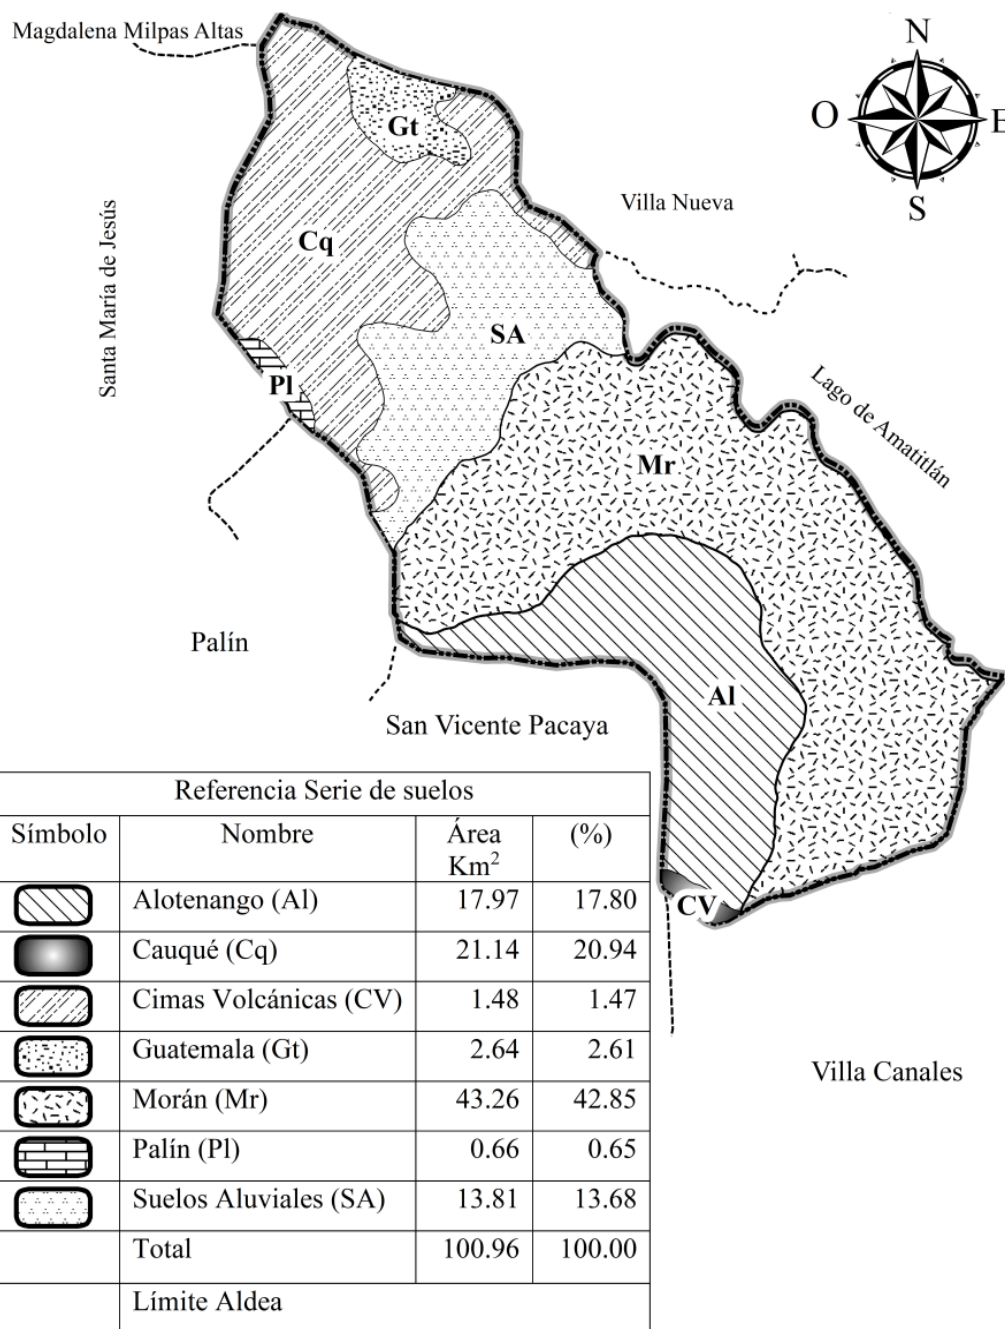 Magdalena Milpas Altas
N
O
E
S
Gt
Villa Nueva
Santa María de Jesús
Cq
SA
Pl
Lago de Amatitlán
Mr
Palín
Al
San Vicente Pacaya
CV
Villa Canales
Referencia Serie de suelos
Símbolo Nombre Área Km² (%)
Alotenango (Al) 17.97 17.80
Cauqué (Cq) 21.14 20.94
Cimas Volcánicas (CV) 1.48 1.47
Guatemala (Gt) 2.64 2.61
Morán (Mr) 43.26 42.85
Palín (Pl) 0.66 0.65
Suelos Aluviales (SA) 13.81 13.68
Total 100.96 100.00
Límite Aldea